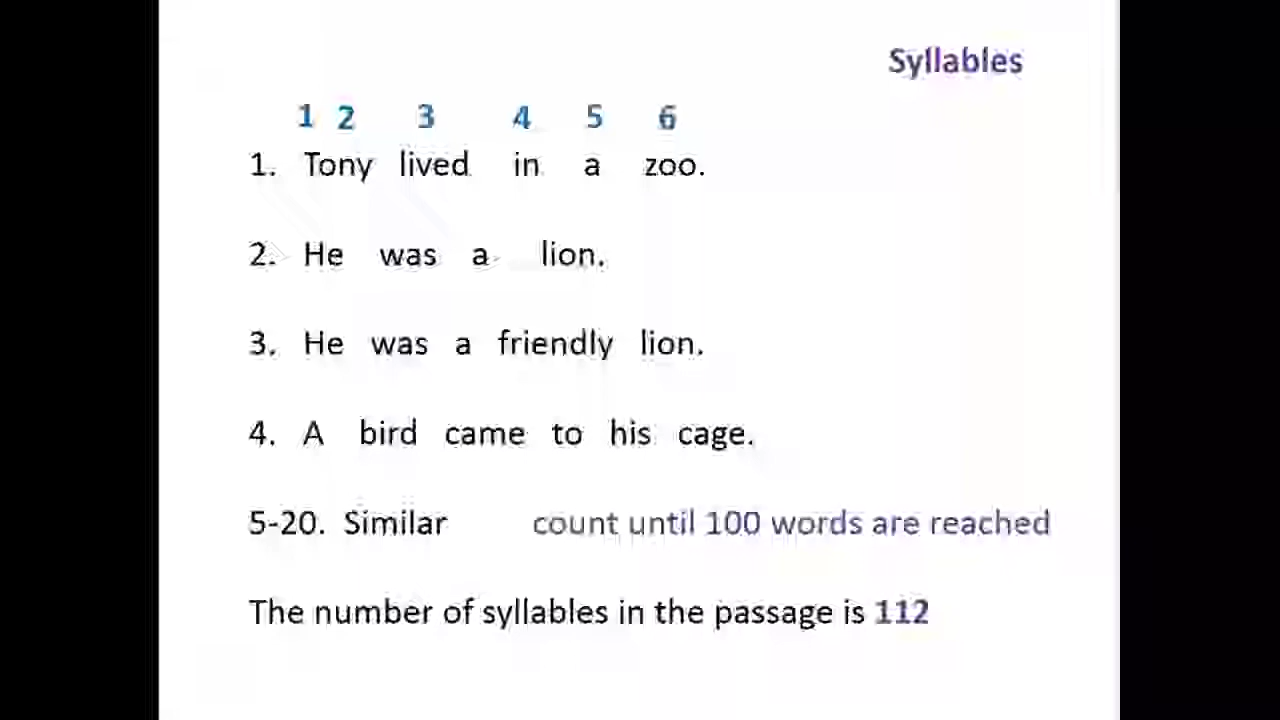 Syllables
1 2 3 4 5 6
1. Tony lived in a zoo.
2. He was a lion.
3. He was a friendly lion.
4. A bird came to his cage.
5-20. Similar count until 100 words are reached
The number of syllables in the passage is 112